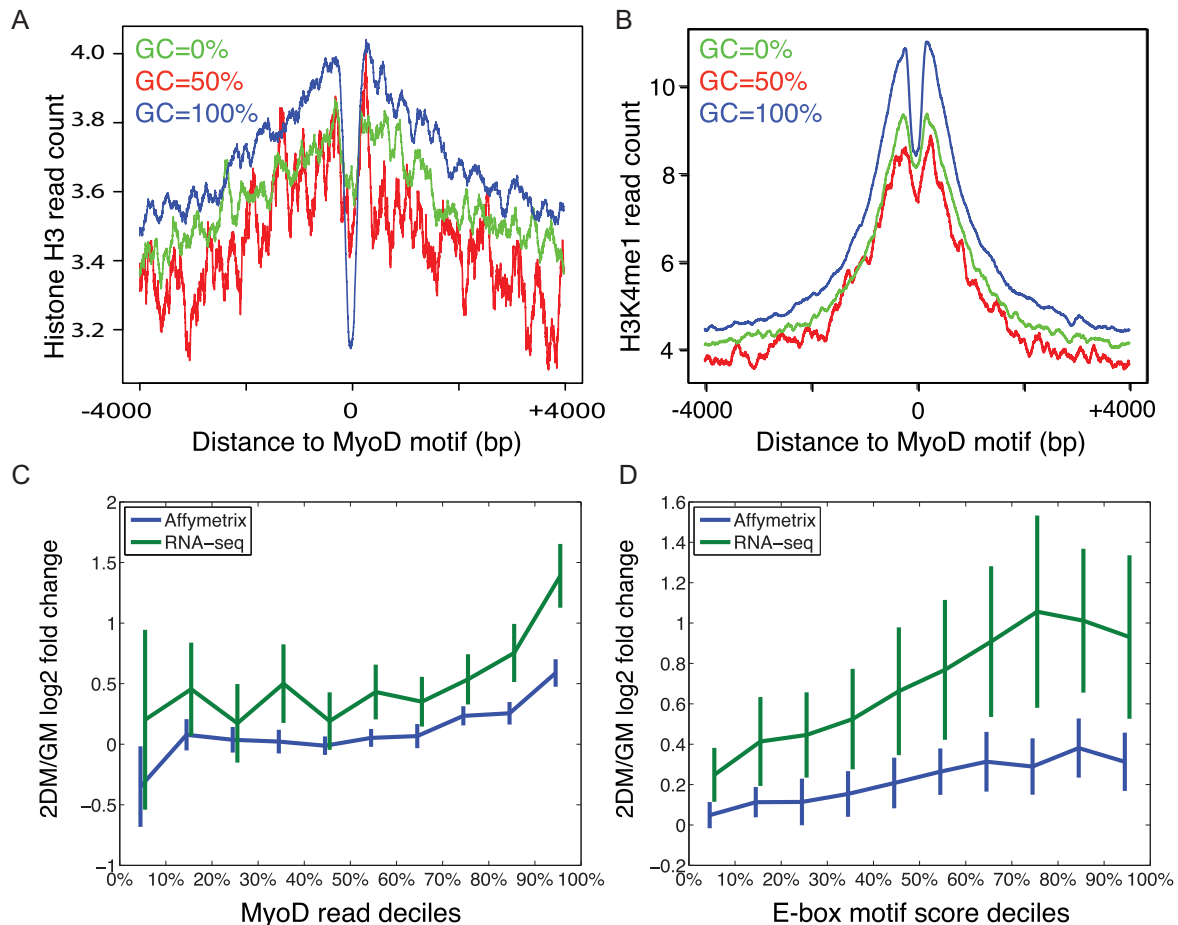 A
GC=0%
GC=50%
GC=100%
Histone H3 read count
4.0
3.8
3.6
3.4
3.2
-4000
0
+4000
Distance to MyoD motif (bp)
B
GC=0%
GC=50%
GC=100%
H3K4me1 read count
10
8
6
4
-4000
0
+4000
Distance to MyoD motif (bp)
C
Affymetrix
RNA−seq
2DM/GM log2 fold change
2
1.5
1
0.5
0
−0.5
−1
0% 10% 20% 30% 40% 50% 60% 70% 80% 90% 100%
MyoD read deciles
D
Affymetrix
RNA−seq
2DM/GM log2 fold change
1.6
1.4
1.2
1
0.8
0.6
0.4
0.2
0
−0.2
0% 10% 20% 30% 40% 50% 60% 70% 80% 90% 100%
E-box motif score deciles